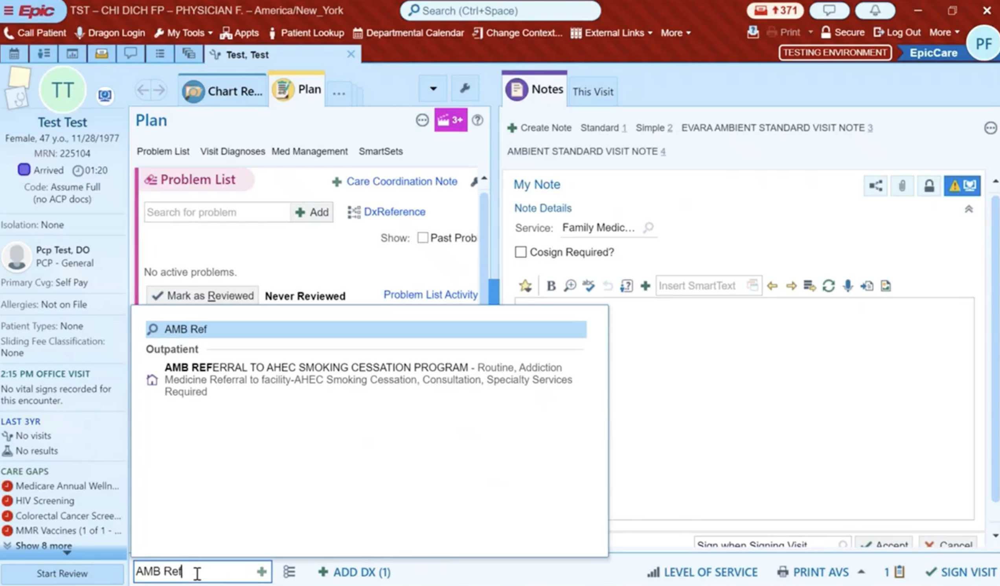 Epic TST – CHI DICH FP – PHYSICIAN F. – America/New_York Search (Ctrl+Space) 371
Call Patient Dragon Login My Tools Appts Patient Lookup Departmental Calendar Change Context... External Links More Print Secure Log Out More
PF
Test, Test TESTING ENVIRONMENT EpicCare
TT
Test Test
Female, 47 y.o., 11/28/1977
MRN: 225104
Arrived 01:20
Code: Assume Full
(no ACP docs)
Isolation: None
Pcp Test, DO
PCP - General
Primary Cvg: Self Pay
Allergies: Not on File
Patient Types: None
Sliding Fee Classification:
None
2:15 PM OFFICE VISIT
No vital signs recorded for
this encounter.
LAST 3YR
No visits
No results
CARE GAPS
Medicare Annual Welln...
HIV Screening
Colorectal Cancer Scree...
MMR Vaccines (1 of 1 - ...
Show 8 more
Start Review
Chart Re... Plan ...
Plan 3+
Problem List Visit Diagnoses Med Management SmartSets
Problem List Care Coordination Note
Search for problem Add DxReference
Show: Past Prob
No active problems.
Mark as Reviewed Never Reviewed Problem List Activity
AMB Ref
Outpatient
AMB REFERRAL TO AHEC SMOKING CESSATION PROGRAM - Routine, Addiction
Medicine Referral to facility-AHEC Smoking Cessation, Consultation, Specialty Services
Required
Notes This Visit
Create Note Standard 1 Simple 2 EVARA AMBIENT STANDARD VISIT NOTE 3
AMBIENT STANDARD VISIT NOTE 4
My Note
Note Details
Service: Family Medic...
Cosign Required?
B abc Insert SmartText
Sign when Signing Visit Accept Cancel
AMB Ref ADD DX (1) LEVEL OF SERVICE PRINT AVS 1 SIGN VISIT